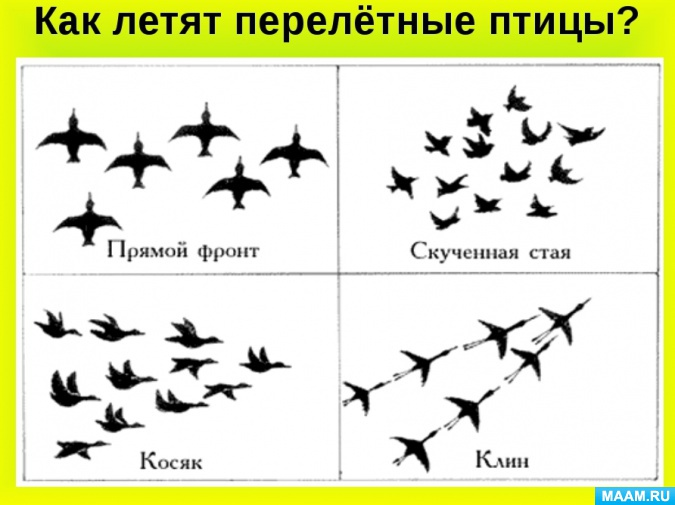 Как летят перелётные птицы?
Прямой фронт
Скученная стая
Косяк
Клин
MAAM.RU